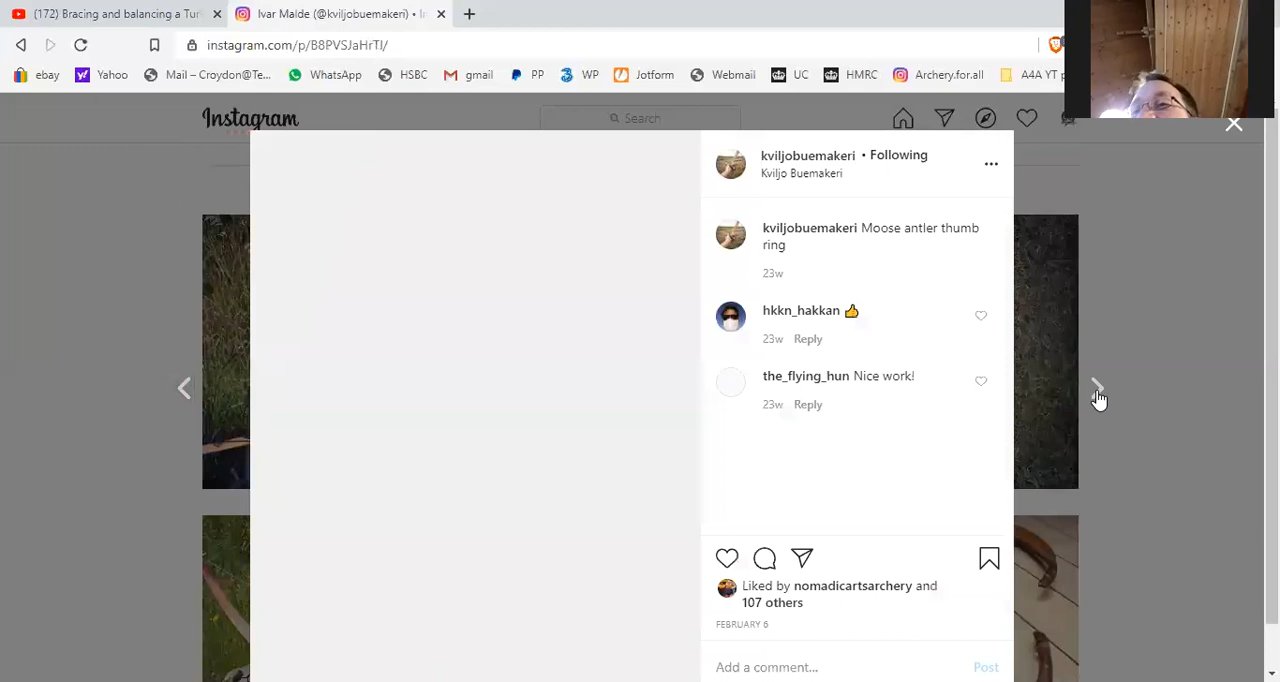 (172) Bracing and balancing a Tur
Ivar Malde (@kviljobuemakeri) • In
instagram.com/p/B8PVSJaHrTJ/
ebay
Yahoo
Mail – Croydon@Te...
WhatsApp
HSBC
gmail
PP
WP
Jotform
Webmail
UC
HMRC
Archery.for.all
A4A YT p
Instagram
Search
kviljobuemakeri • Following
Kviljo Buemakeri
kviljobuemakeri Moose antler thumb
ring
23w
hkkn_hakkan 👍
23w Reply
the_flying_hun Nice work!
23w Reply
Liked by nomadicartsarchery and
107 others
FEBRUARY 6
Add a comment... Post